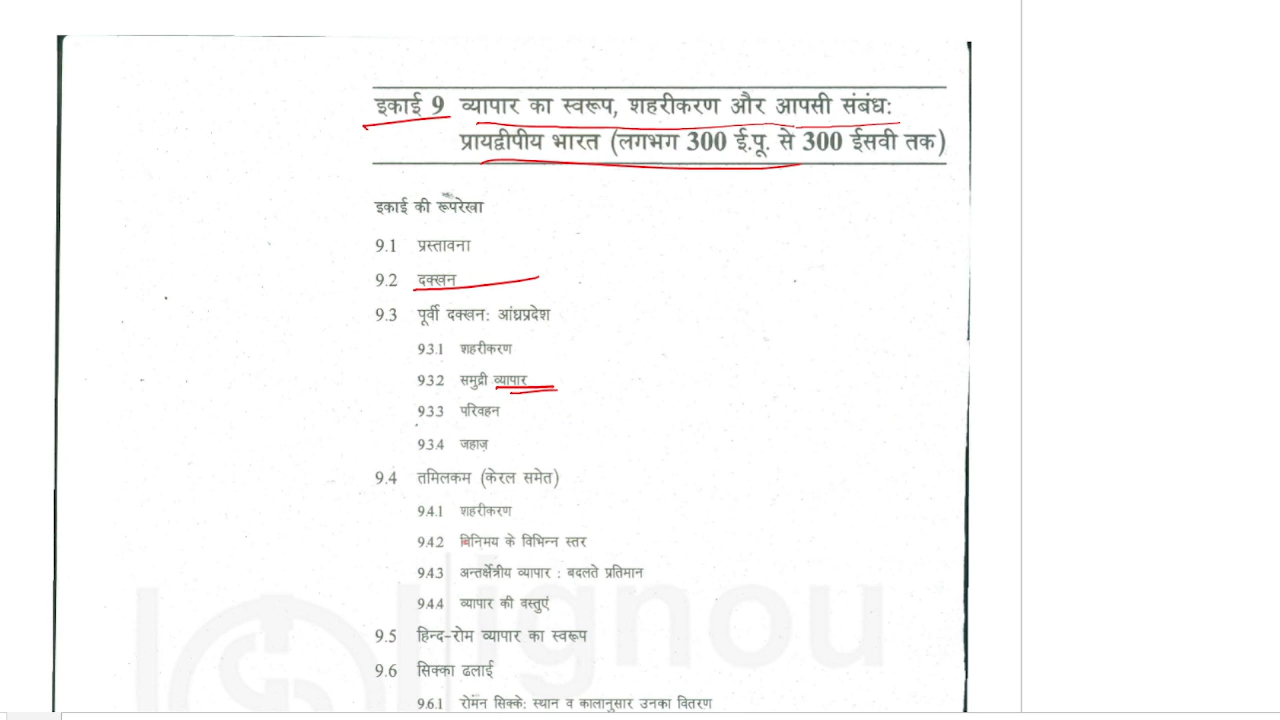 इकाई 9 व्यापार का स्वरूप, शहरीकरण और आपसी संबंध:
प्रायद्वीपीय भारत (लगभग 300 ई.पू. से 300 ईसवी तक)
इकाई की रूपरेखा
9.1 प्रस्तावना
9.2 दक्खन
9.3 पूर्वी दक्खन: आंध्रप्रदेश
9.3.1 शहरीकरण
9.3.2 समुद्री व्यापार
9.3.3 परिवहन
9.3.4 जहाज़
9.4 तमिलकम (केरल समेत)
9.4.1 शहरीकरण
9.4.2 विनिमय के विभिन्न स्तर
9.4.3 अन्तर्क्षेत्रीय व्यापार : बदलते प्रतिमान
9.4.4 व्यापार की वस्तुएं
9.5 हिन्द-रोम व्यापार का स्वरूप
9.6 सिक्का ढलाई
9.6.1 रोमन सिक्के: स्थान व कालानुसार उनका वितरण
ignou